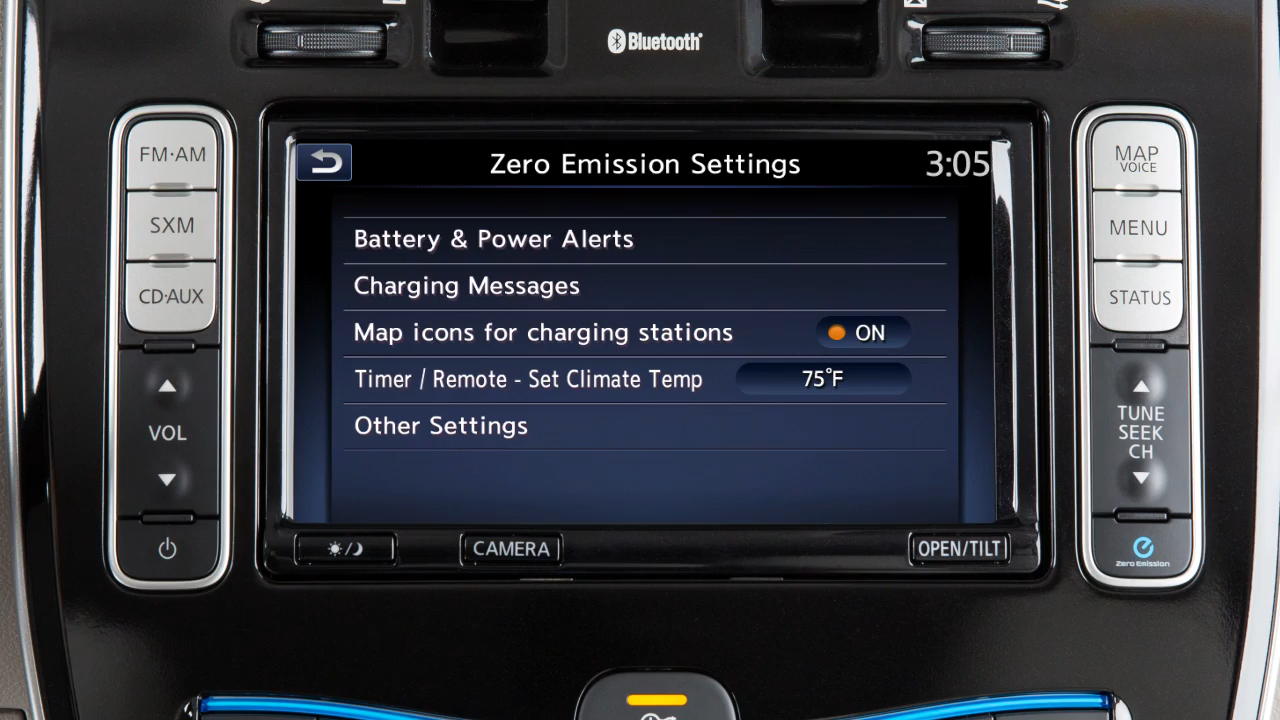 Bluetooth
FM·AM
SXM
CD·AUX
VOL
Zero Emission Settings
3:05
Battery & Power Alerts
Charging Messages
Map icons for charging stations
ON
Timer / Remote - Set Climate Temp
75°F
Other Settings
CAMERA
OPEN/TILT
MAP
VOICE
MENU
STATUS
TUNE
SEEK
CH
Zero Emission